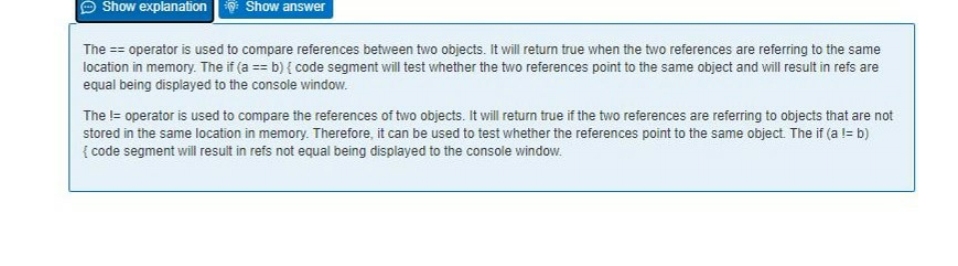 Show explanation Show answer
The == operator is used to compare references between two objects. It will return true when the two references are referring to the same
location in memory. The if (a == b) { code segment will test whether the two references point to the same object and will result in refs are
equal being displayed to the console window.
The != operator is used to compare the references of two objects. It will return true if the two references are referring to objects that are not
stored in the same location in memory. Therefore, it can be used to test whether the references point to the same object. The if (a != b)
{ code segment will result in refs not equal being displayed to the console window.